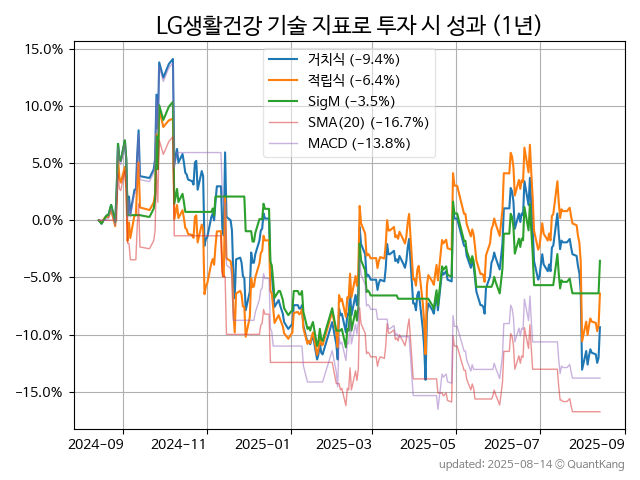 LG생활건강 기술 지표로 투자 시 성과 (1년)
15.0%
10.0%
5.0%
0.0%
−5.0%
−10.0%
−15.0%
거치식 (−9.4%)
적립식 (−6.4%)
SigM (−3.5%)
SMA(20) (−16.7%)
MACD (−13.8%)
2024-09 2024-11 2025-01 2025-03 2025-05 2025-07 2025-09
updated: 2025-08-14 © QuantKang